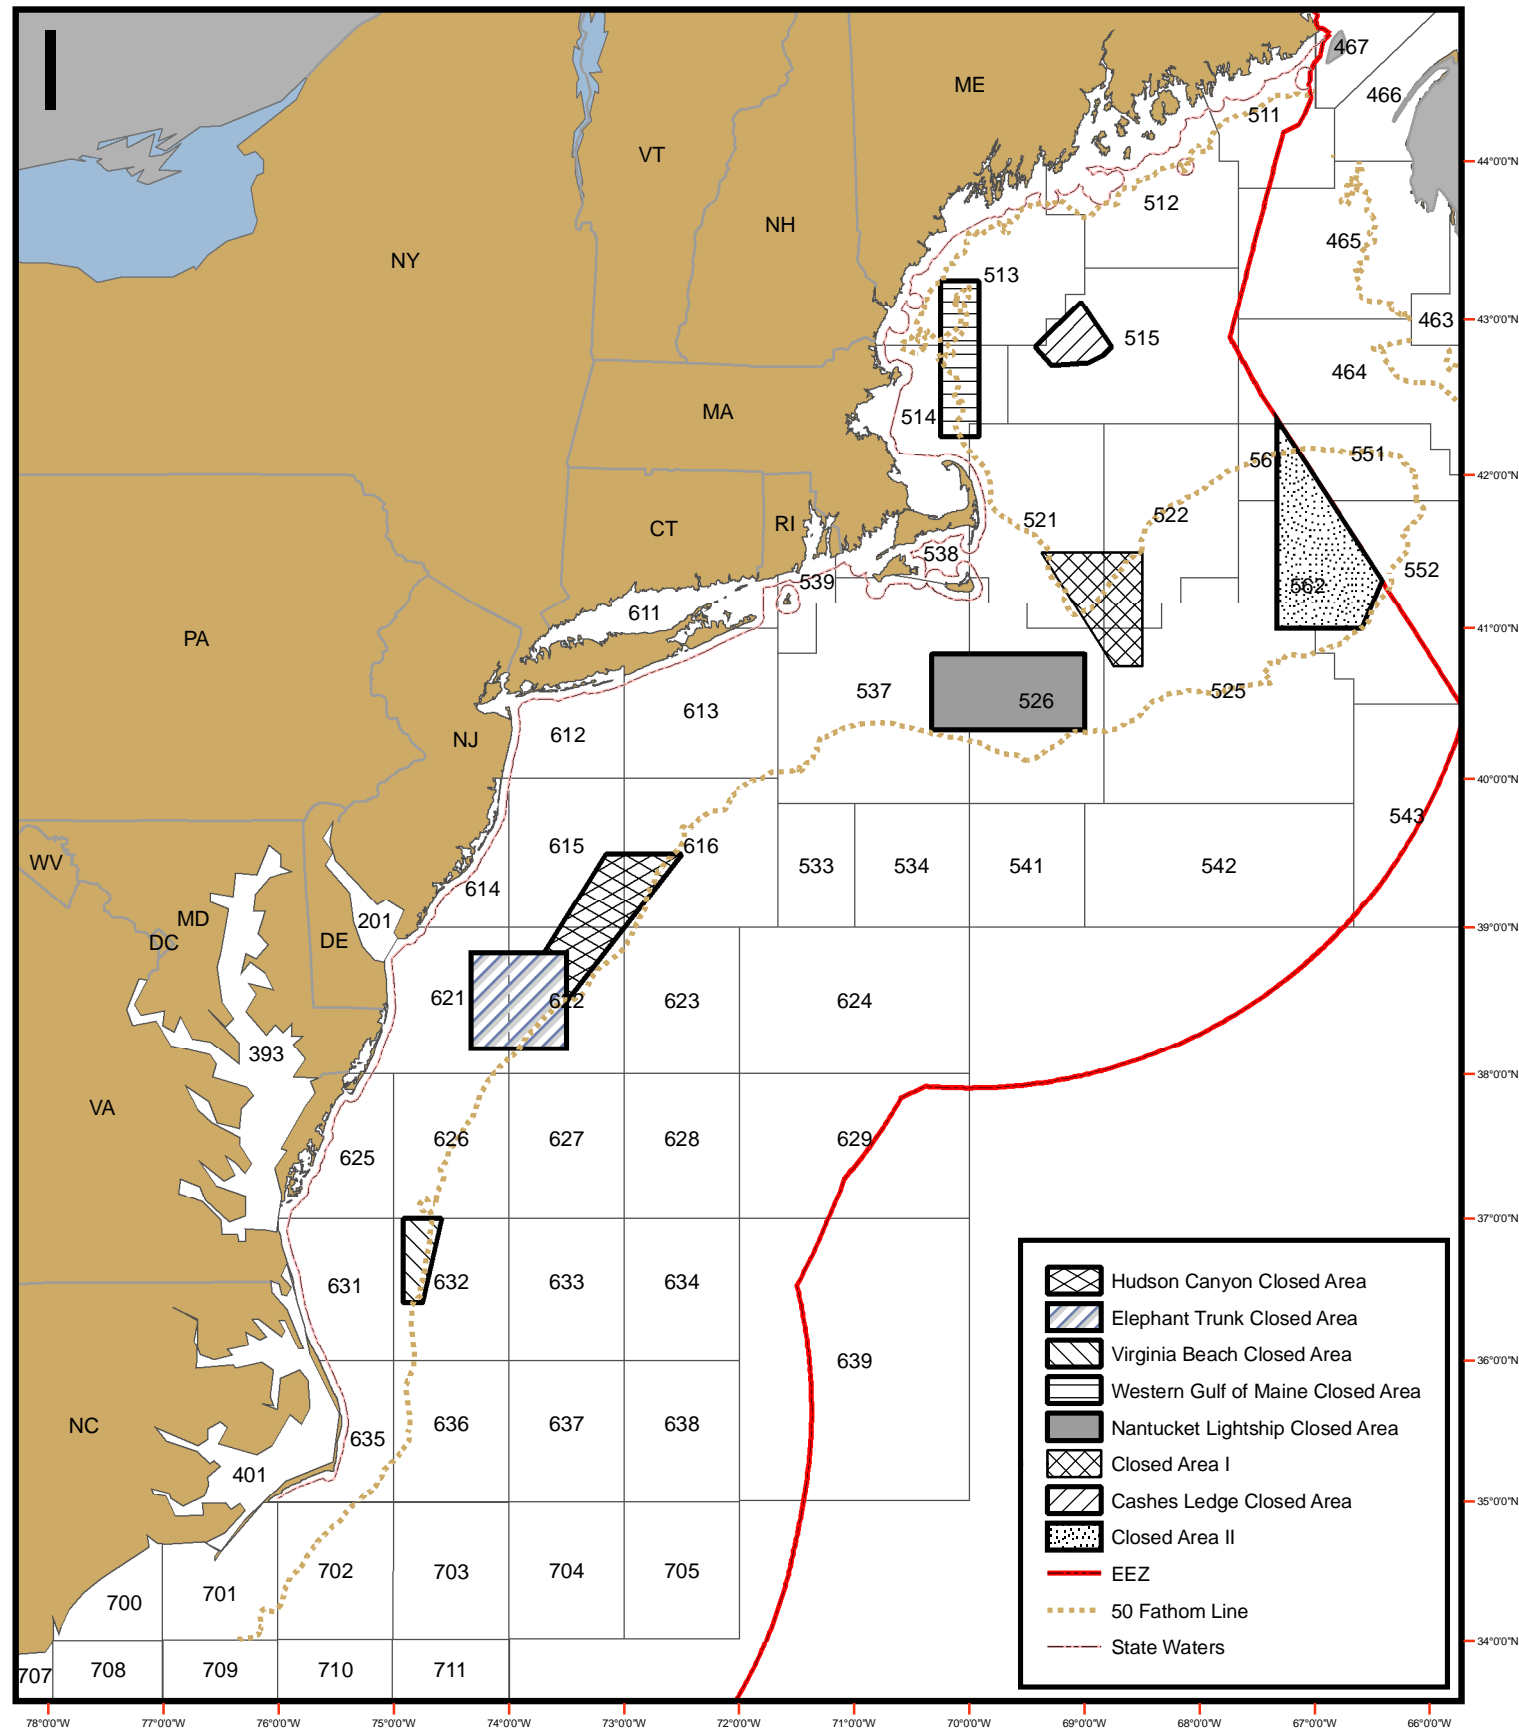 467
ME
466
511
VT
44°0'0"N
512
NH
465
NY
513
463
43°0'0"N
515
464
MA
514
551
56
42°0'0"N
521
522
CT
RI
538
552
539
562
611
PA
41°0'0"N
537
525
526
613
612
NJ
40°0'0"N
543
615
616
WV
533
534
541
542
614
MD
201
DC
DE
39°0'0"N
621
622
623
624
393
38°0'0"N
VA
626
627
628
629
625
37°0'0"N
631
632
633
634
Hudson Canyon Closed Area
Elephant Trunk Closed Area
Virginia Beach Closed Area
Western Gulf of Maine Closed Area
Nantucket Lightship Closed Area
Closed Area I
Cashes Ledge Closed Area
Closed Area II
EEZ
50 Fathom Line
State Waters
639
36°0'0"N
NC
636
637
638
635
401
35°0'0"N
702
703
704
705
701
700
34°0'0"N
707
708
709
710
711
78°0'0"W
77°0'0"W
76°0'0"W
75°0'0"W
74°0'0"W
73°0'0"W
72°0'0"W
71°0'0"W
70°0'0"W
69°0'0"W
68°0'0"W
67°0'0"W
66°0'0"W